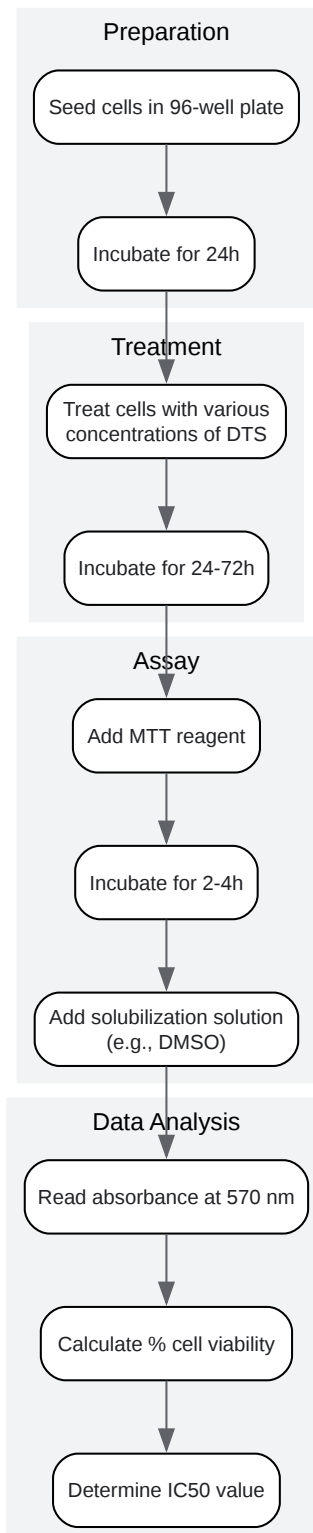 Preparation
Seed cells in 96-well plate
Incubate for 24h
Treatment
Treat cells with various
concentrations of DTS
Incubate for 24-72h
Assay
Add MTT reagent
Incubate for 2-4h
Add solubilization solution
(e.g., DMSO)
Data Analysis
Read absorbance at 570 nm
Calculate % cell viability
Determine IC50 value